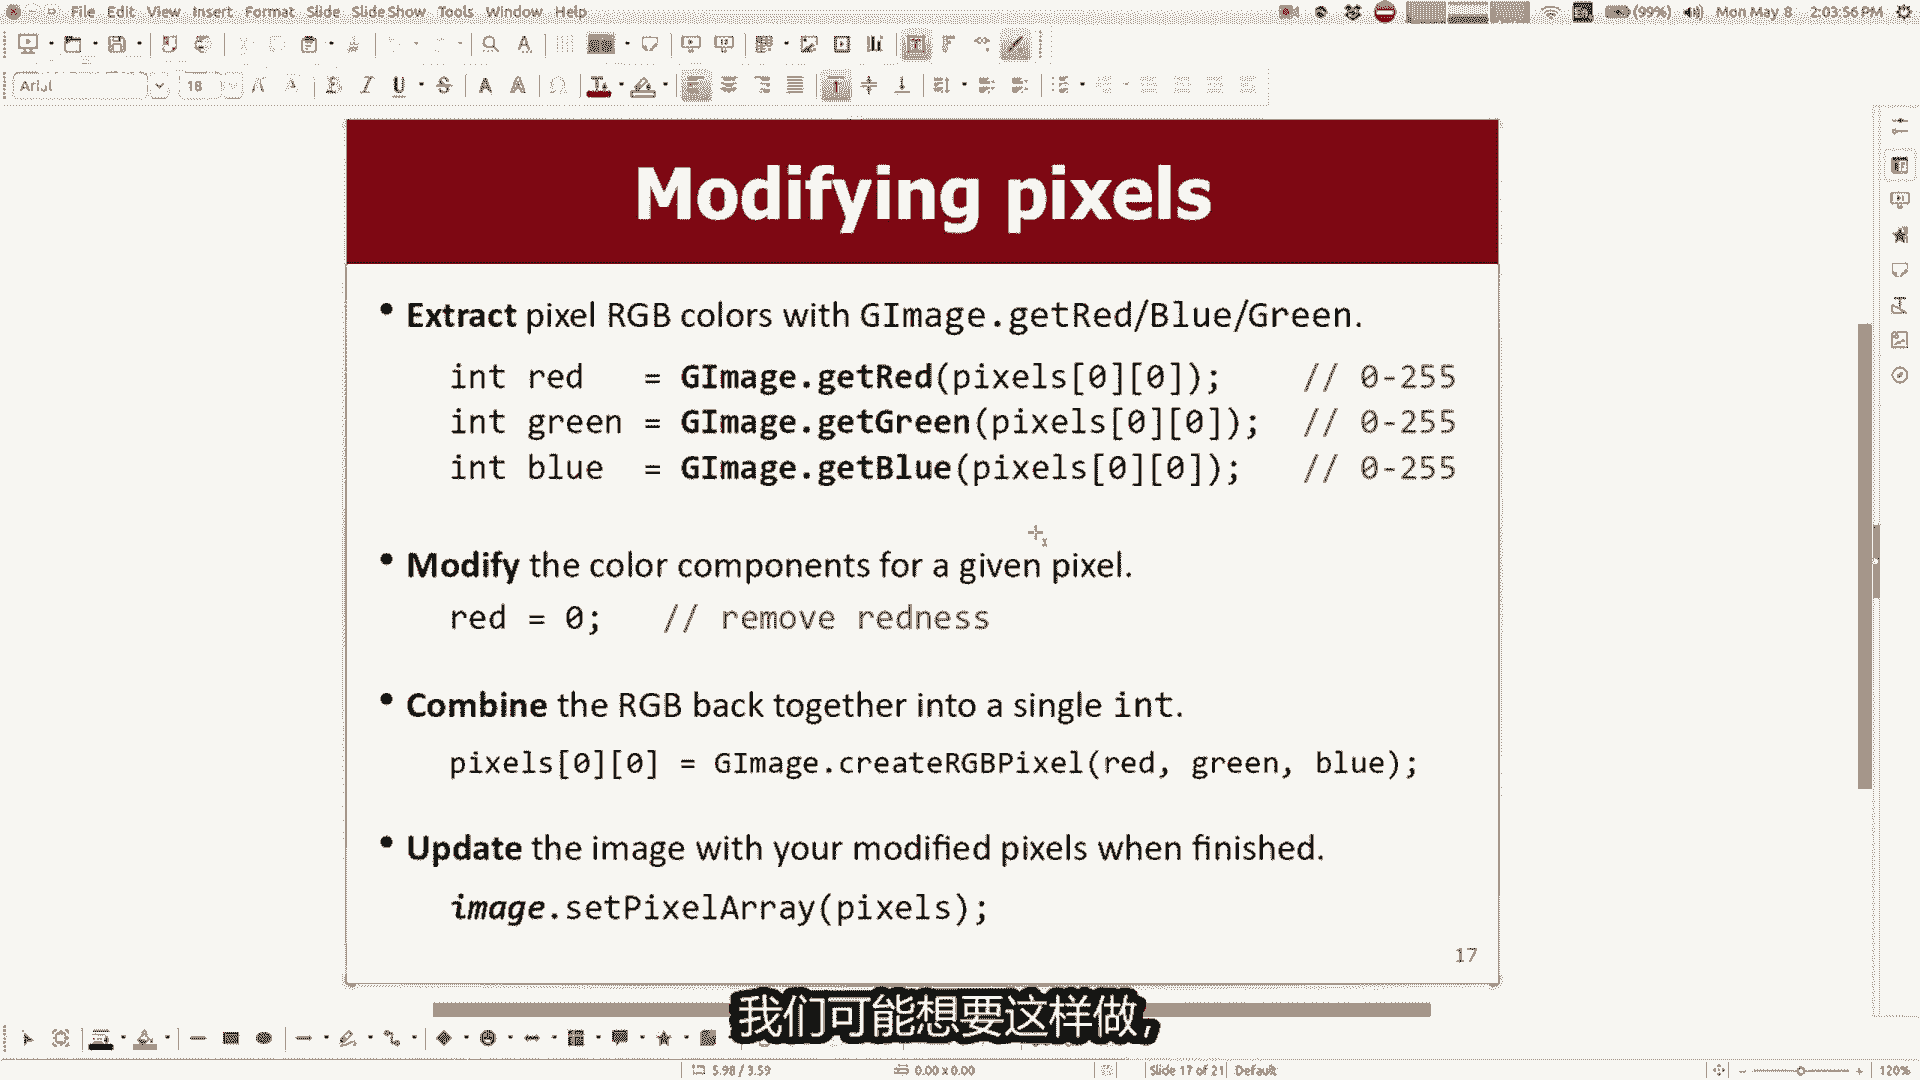 File Edit View Insert Format Slide Slide Show Tools Window Help
(99%) Mon May 8 2:03:56 PM
Arial 18
Modifying pixels
• Extract pixel RGB colors with GImage.getRed/Blue/Green.
int red = GImage.getRed(pixels[0][0]); // 0-255
int green = GImage.getGreen(pixels[0][0]); // 0-255
int blue = GImage.getBlue(pixels[0][0]); // 0-255
• Modify the color components for a given pixel.
red = 0; // remove redness
• Combine the RGB back together into a single int.
pixels[0][0] = GImage.createRGBPixel(red, green, blue);
• Update the image with your modified pixels when finished.
image.setPixelArray(pixels);
17
我们可能想要这样做,
5.98 / 3.59 0.00 x 0.00 Slide 17 of 21 Default 120%